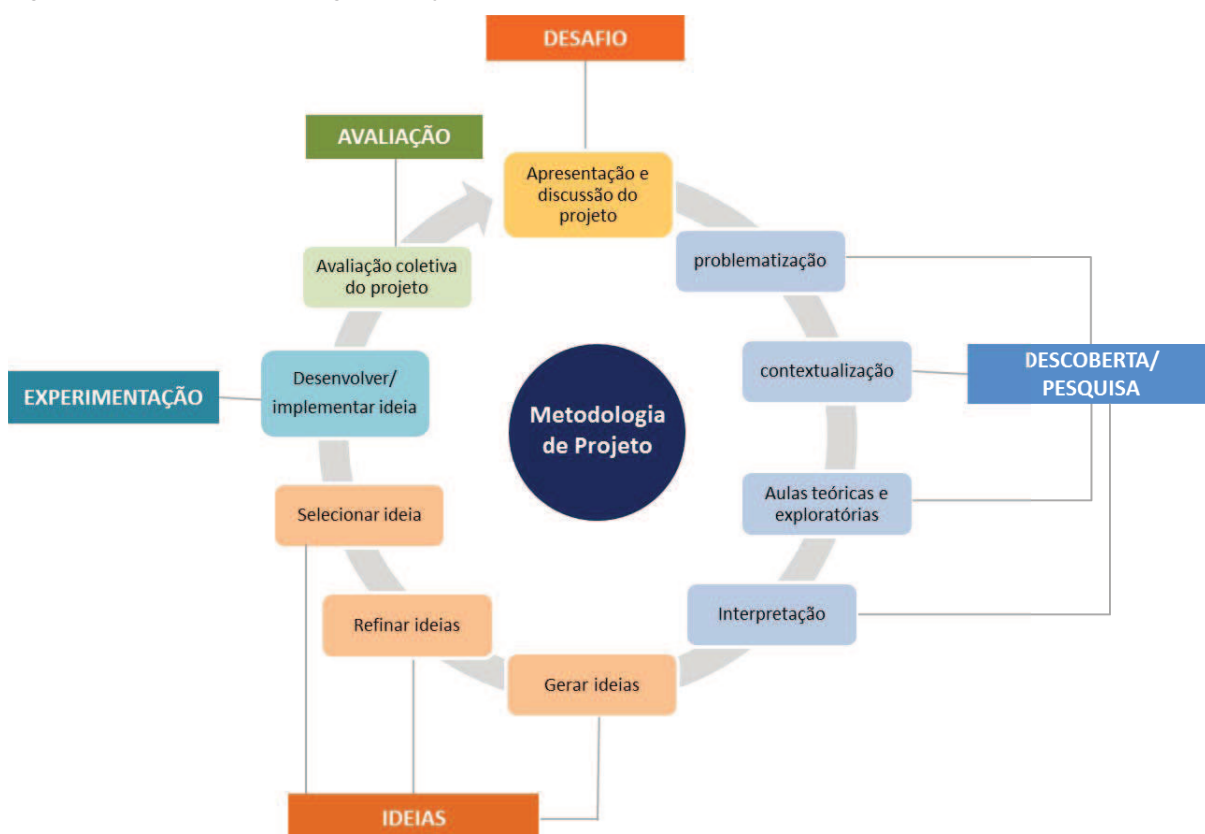 DESAFIO
AVALIAÇÃO
Apresentação e
discussão do
projeto
problematização
Avaliação coletiva
do projeto
contextualização
DESCOBERTA/
PESQUISA
Desenvolver/
implementar ideia
EXPERIMENTAÇÃO
Metodologia
de Projeto
Aulas teóricas e
exploratórias
Selecionar ideia
Interpretação
Refinar ideias
Gerar ideias
IDEIAS